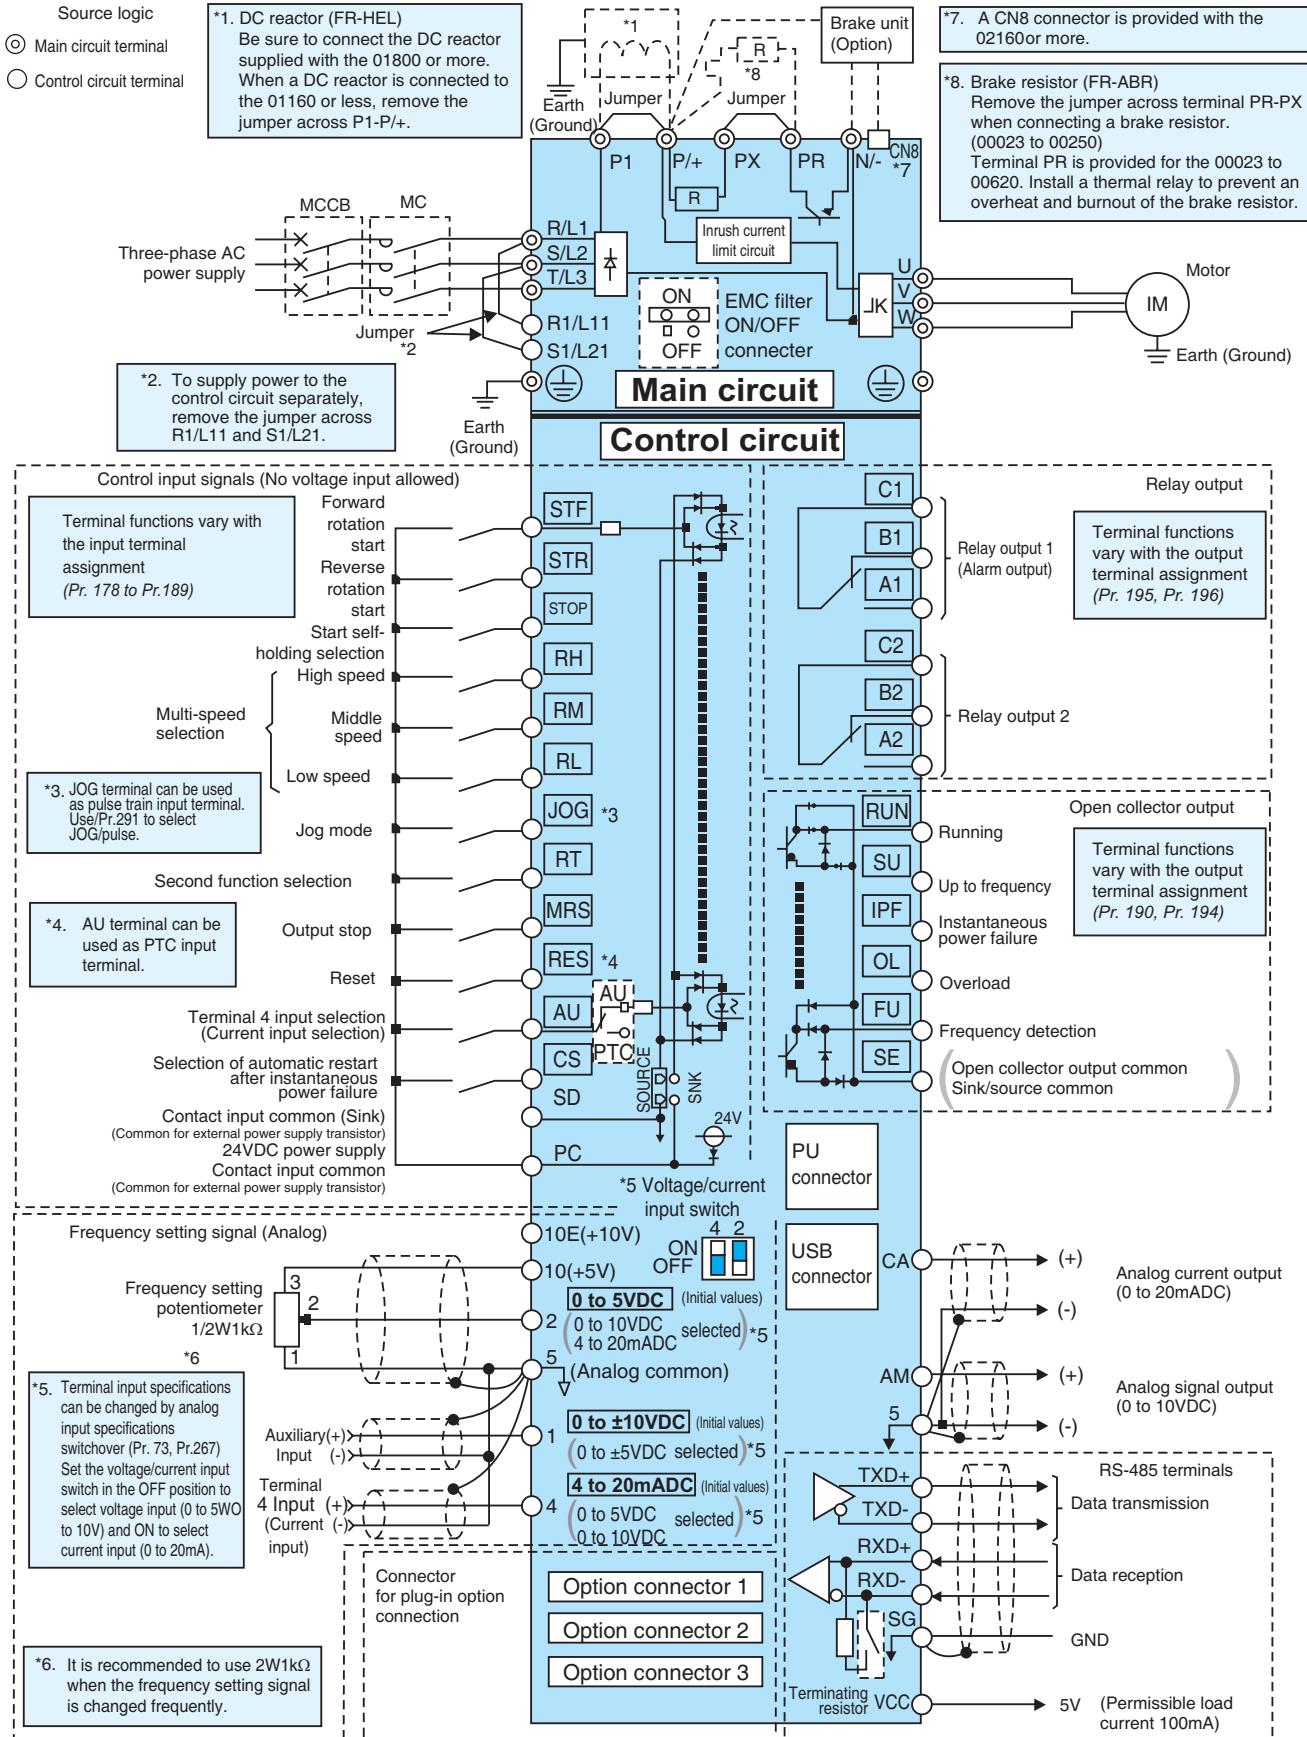 Source logic
Main circuit terminal
Control circuit terminal
*1. DC reactor (FR-HEL)
Be sure to connect the DC reactor
supplied with the 01800 or more.
When a DC reactor is connected to
the 01160 or less, remove the
jumper across P1-P/+.
*1
R
*8
Brake unit
(Option)
Earth
(Ground)
Jumper
Jumper
*7. A CN8 connector is provided with the
02160or more.
*8. Brake resistor (FR-ABR)
Remove the jumper across terminal PR-PX
when connecting a brake resistor.
(00023 to 00250)
Terminal PR is provided for the 00023 to
00620. Install a thermal relay to prevent an
overheat and burnout of the brake resistor.
P1
P/+
PX
PR
N/-
CN8
*7
R
Inrush current
limit circuit
MCCB
MC
Three-phase AC
power supply
R/L1
S/L2
T/L3
R1/L11
S1/L21
Jumper
*2
ON
OFF
EMC filter
ON/OFF
connecter
U
V
W
Motor
IM
Earth (Ground)
*2. To supply power to the
control circuit separately,
remove the jumper across
R1/L11 and S1/L21.
Earth
(Ground)
Main circuit
Control circuit
Control input signals (No voltage input allowed)
Terminal functions vary with
the input terminal
assignment
(Pr. 178 to Pr.189)
Forward
rotation
start
STF
Reverse
rotation
start
STR
Start self-
holding selection
STOP
Multi-speed
selection
High speed
RH
Middle
speed
RM
Low speed
RL
*3. JOG terminal can be used
as pulse train input terminal.
Use/Pr.291 to select
JOG/pulse.
Jog mode
JOG *3
Second function selection
RT
*4. AU terminal can be
used as PTC input
terminal.
Output stop
MRS
Reset
RES *4
Terminal 4 input selection
(Current input selection)
AU
AU
PTC
Selection of automatic restart
after instantaneous
power failure
CS
SOURCE
SNK
Contact input common (Sink)
(Common for external power supply transistor)
SD
24V
24VDC power supply
Contact input common
(Common for external power supply transistor)
PC
Relay output
C1
B1
A1
Relay output 1
(Alarm output)
Terminal functions
vary with the output
terminal assignment
(Pr. 195, Pr. 196)
C2
B2
A2
Relay output 2
Open collector output
RUN
Running
SU
Up to frequency
IPF
Instantaneous
power failure
OL
Overload
FU
Frequency detection
SE
Open collector output common
Sink/source common
Terminal functions
vary with the output
terminal assignment
(Pr. 190, Pr. 194)
PU
connector
USB
connector
*5 Voltage/current
input switch
4 2
ON
OFF
Frequency setting signal (Analog)
10E(+10V)
10(+5V)
Frequency setting
potentiometer
1/2W1kΩ
*6
3
2
1
0 to 5VDC (Initial values)
2
0 to 10VDC
4 to 20mADC selected *5
5
(Analog common)
*5. Terminal input specifications
can be changed by analog
input specifications
switchover (Pr. 73, Pr.267)
Set the voltage/current input
switch in the OFF position to
select voltage input (0 to 5WO
to 10V) and ON to select
current input (0 to 20mA).
Auxiliary(+)
Input (-)
0 to ±10VDC (Initial values)
1
0 to ±5VDC selected *5
Terminal
4 Input (+)
(Current (-)
input)
4 to 20mADC (Initial values)
4
0 to 5VDC
0 to 10VDC
selected *5
CA
(+)
(-)
Analog current output
(0 to 20mADC)
AM
(+)
5
(-)
Analog signal output
(0 to 10VDC)
Connector
for plug-in option
connection
Option connector 1
Option connector 2
Option connector 3
*6. It is recommended to use 2W1kΩ
when the frequency setting signal
is changed frequently.
RS-485 terminals
TXD+
TXD-
Data transmission
RXD+
RXD-
Data reception
SG
GND
Terminating
resistor
VCC
5V
(Permissible load
current 100mA)